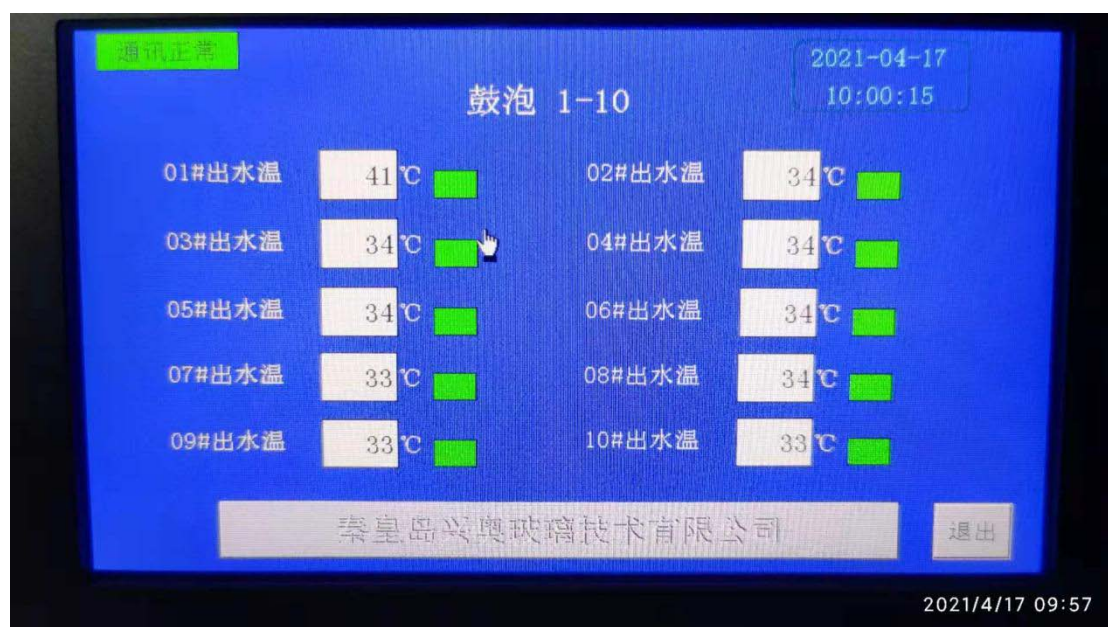 通讯正常
2021-04-17
10:00:15
鼓泡 1-10
01#出水温 41 ℃
02#出水温 34 ℃
03#出水温 34 ℃
04#出水温 34 ℃
05#出水温 34 ℃
06#出水温 34 ℃
07#出水温 33 ℃
08#出水温 34 ℃
09#出水温 33 ℃
10#出水温 33 ℃
秦皇岛兴奥玻璃技术有限公司
退出
2021/4/17 09:57